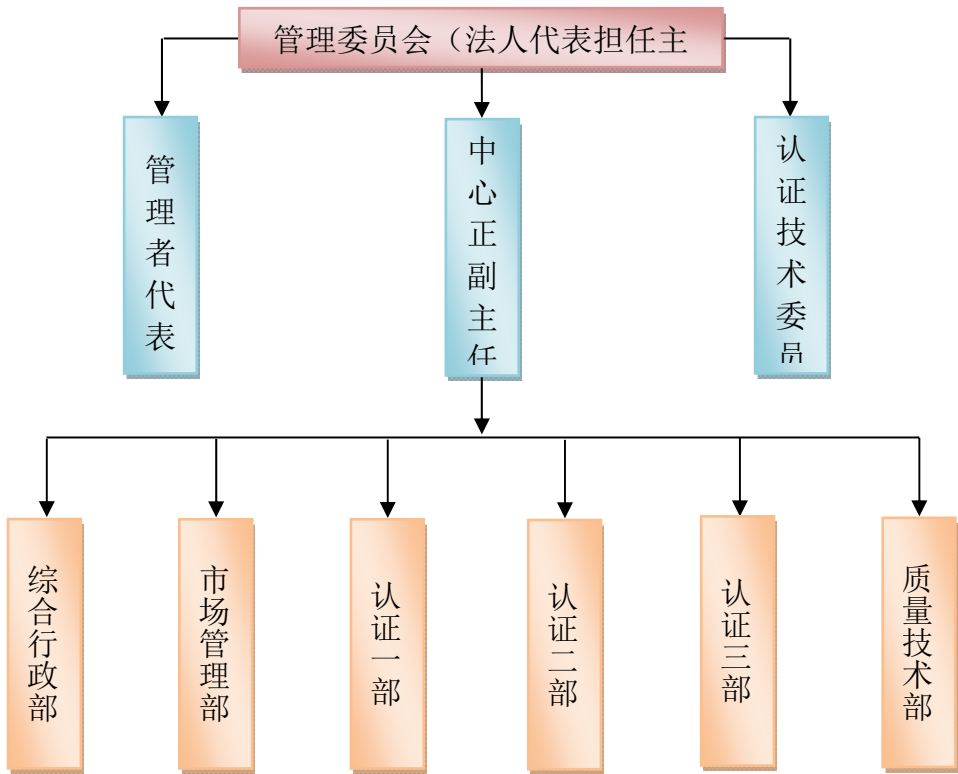 管理委员会（法人代表担任主
管理者代表
中心正副主任
认证技术委员
综合行政部
市场管理部
认证一部
认证二部
认证三部
质量技术部